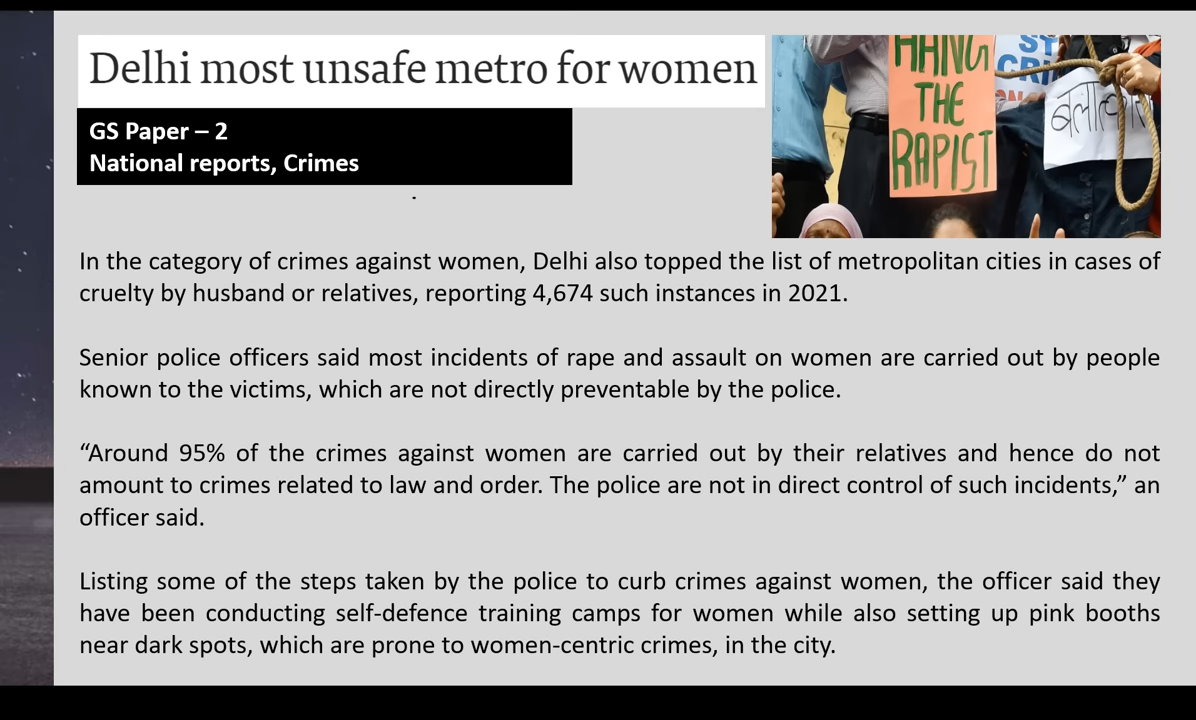 Delhi most unsafe metro for women
GS Paper – 2
National reports, Crimes
HANG
THE
RAPIST
ST
CRI
In the category of crimes against women, Delhi also topped the list of metropolitan cities in cases of
cruelty by husband or relatives, reporting 4,674 such instances in 2021.
Senior police officers said most incidents of rape and assault on women are carried out by people
known to the victims, which are not directly preventable by the police.
“Around 95% of the crimes against women are carried out by their relatives and hence do not
amount to crimes related to law and order. The police are not in direct control of such incidents,” an
officer said.
Listing some of the steps taken by the police to curb crimes against women, the officer said they
have been conducting self-defence training camps for women while also setting up pink booths
near dark spots, which are prone to women-centric crimes, in the city.